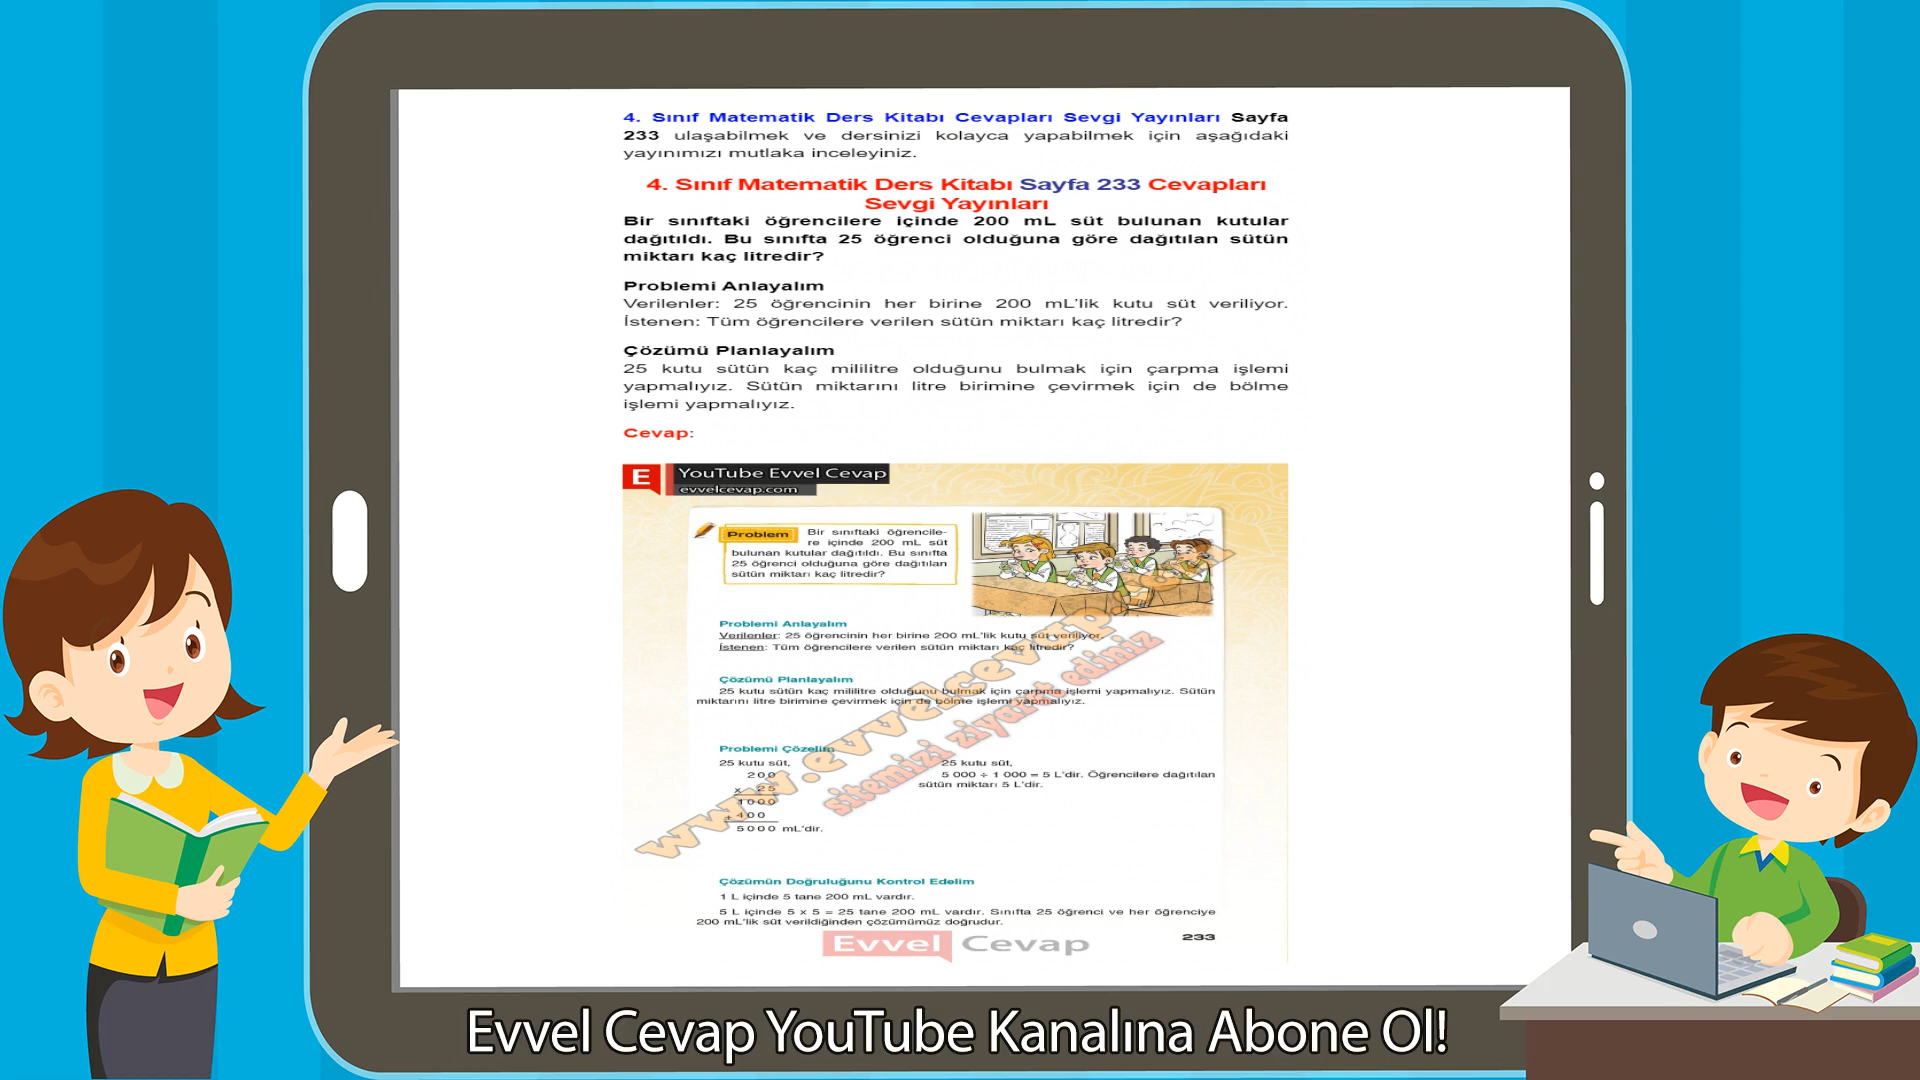 4. Sınıf Matematik Ders Kitabı Cevapları Sevgi Yayınları Sayfa
233 ulaşabilmek ve dersinizi kolayca yapabilmek için aşağıdaki
yayınımızı mutlaka inceleyiniz.
4. Sınıf Matematik Ders Kitabı Sayfa 233 Cevapları
Sevgi Yayınları
Bir sınıftaki öğrencilere içinde 200 mL süt bulunan kutular
dağıtıldı. Bu sınıfta 25 öğrenci olduğuna göre dağıtılan sütün
miktarı kaç litredir?
Problemi Anlayalım
Verilenler: 25 öğrencinin her birine 200 mL'lik kutu süt veriliyor.
İstenen: Tüm öğrencilere verilen sütün miktarı kaç litredir?
Çözümü Planlayalım
25 kutu sütün kaç mililitre olduğunu bulmak için çarpma işlemi
yapmalıyız. Sütün miktarını litre birimine çevirmek için de bölme
işlemi yapmalıyız.
Cevap:
E YouTube Evvel Cevap
evvelcevap.com
Problem Bir sınıftaki öğrencile-
re içinde 200 mL süt
bulunan kutular dağıtıldı. Bu sınıfta
25 öğrenci olduğuna göre dağıtılan
sütün miktarı kaç litredir?
Problemi Anlayalım
Verilenler: 25 öğrencinin her birine 200 mL'lik kutu süt veriliyor.
İstenen: Tüm öğrencilere verilen sütün miktarı kaç litredir?
Çözümü Planlayalım
25 kutu sütün kaç mililitre olduğunu bulmak için çarpma işlemi yapmalıyız. Sütün
miktarını litre birimine çevirmek için de bölme işlemi yapmalıyız.
Problemi Çözelim
25 kutu süt,
200
x 25
1000
+ 400
5000 mL'dir.
25 kutu süt,
5 000 ÷ 1 000 = 5 L'dir. Öğrencilere dağıtılan
sütün miktarı 5 L'dir.
www.evvelcevap.com
sitemizi ziyaret ediniz
Çözümün Doğruluğunu Kontrol Edelim
1 L içinde 5 tane 200 mL vardır.
5 L içinde 5 x 5 = 25 tane 200 mL vardır. Sınıfta 25 öğrenci ve her öğrenciye
200 mL'lik süt verildiğinden çözümümüz doğrudur.
233
Evvel Cevap
Evvel Cevap YouTube Kanalına Abone Ol!